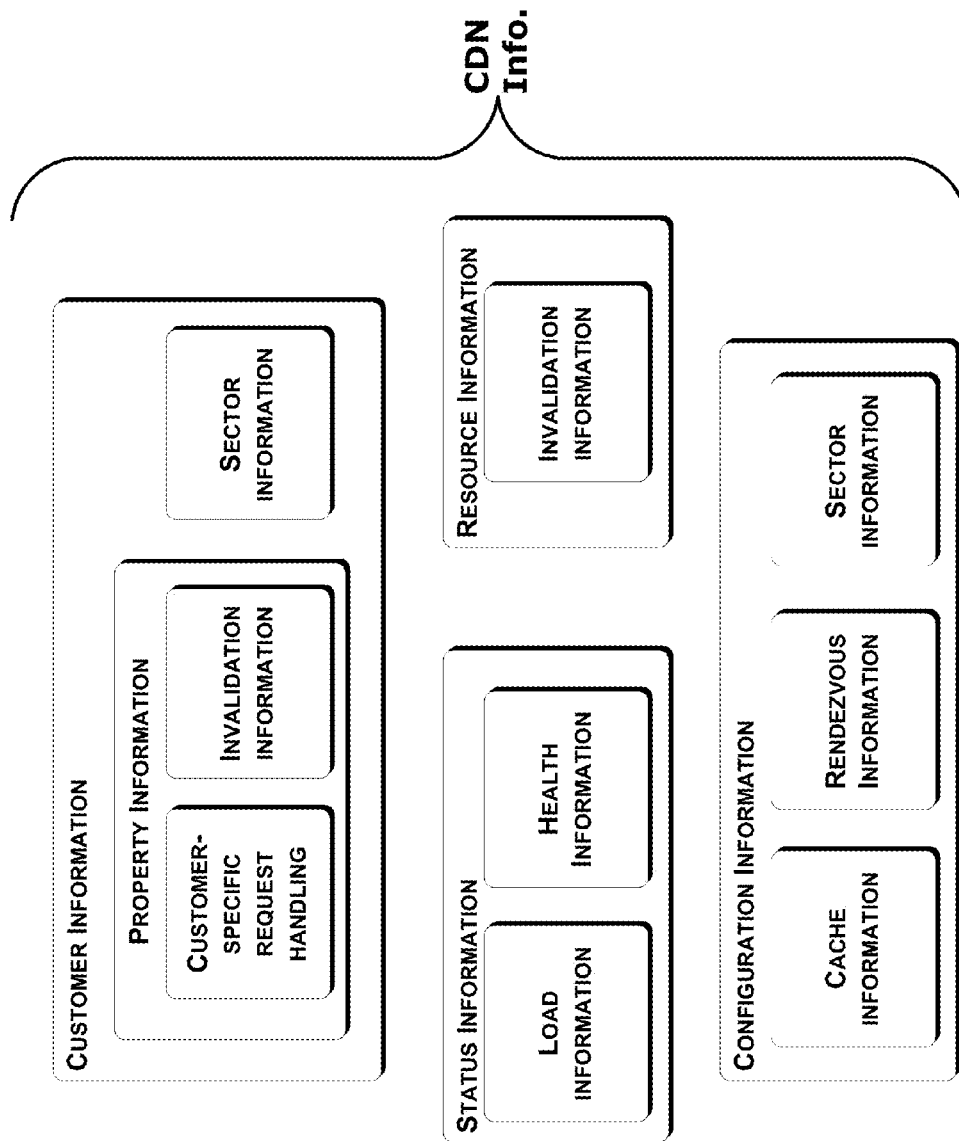 CUSTOMER INFORMATION
PROPERTY INFORMATION
CUSTOMER-
SPECIFIC
REQUEST
HANDLING
INVALIDATION
INFORMATION
SECTOR
INFORMATION
STATUS INFORMATION
LOAD
INFORMATION
HEALTH
INFORMATION
RESOURCE INFORMATION
INVALIDATION
INFORMATION
CONFIGURATION INFORMATION
CACHE
INFORMATION
RENDEZVOUS
INFORMATION
SECTOR
INFORMATION
CDN
Info.